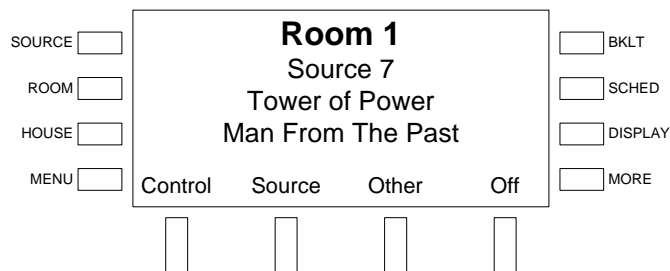 Room 1
Source 7
Tower of Power
Man From The Past
Control Source Other Off
SOURCE
ROOM
HOUSE
MENU
BKLT
SCHED
DISPLAY
MORE